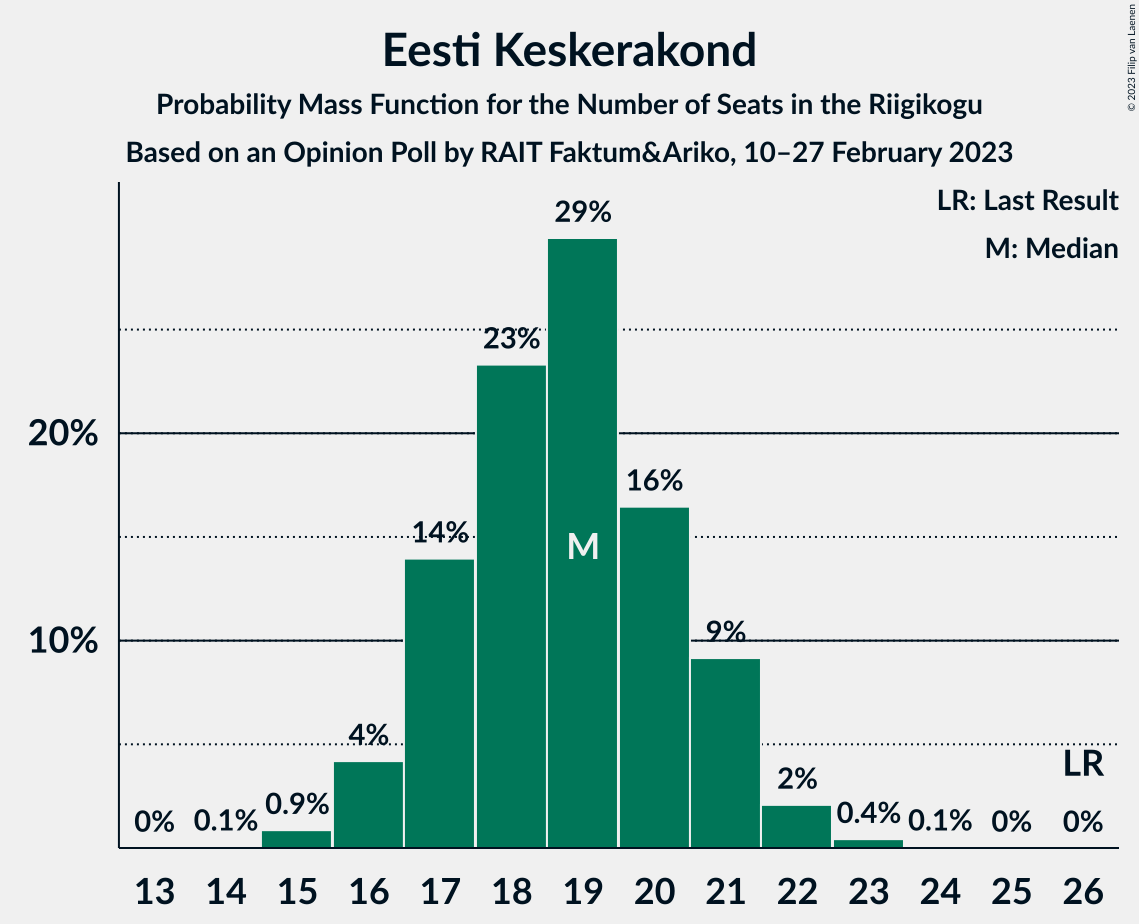 Eesti Keskerakond
Probability Mass Function for the Number of Seats in the Riigikogu
Based on an Opinion Poll by RAIT Faktum&Ariko, 10–27 February 2023
© 2023 Filip van Laenen
LR: Last Result
M: Median
29%
23%
20%
16%
14%
M
10%
9%
4%
LR
2%
0% 0.1% 0.9% 0.4% 0.1% 0% 0%
13 14 15 16 17 18 19 20 21 22 23 24 25 26